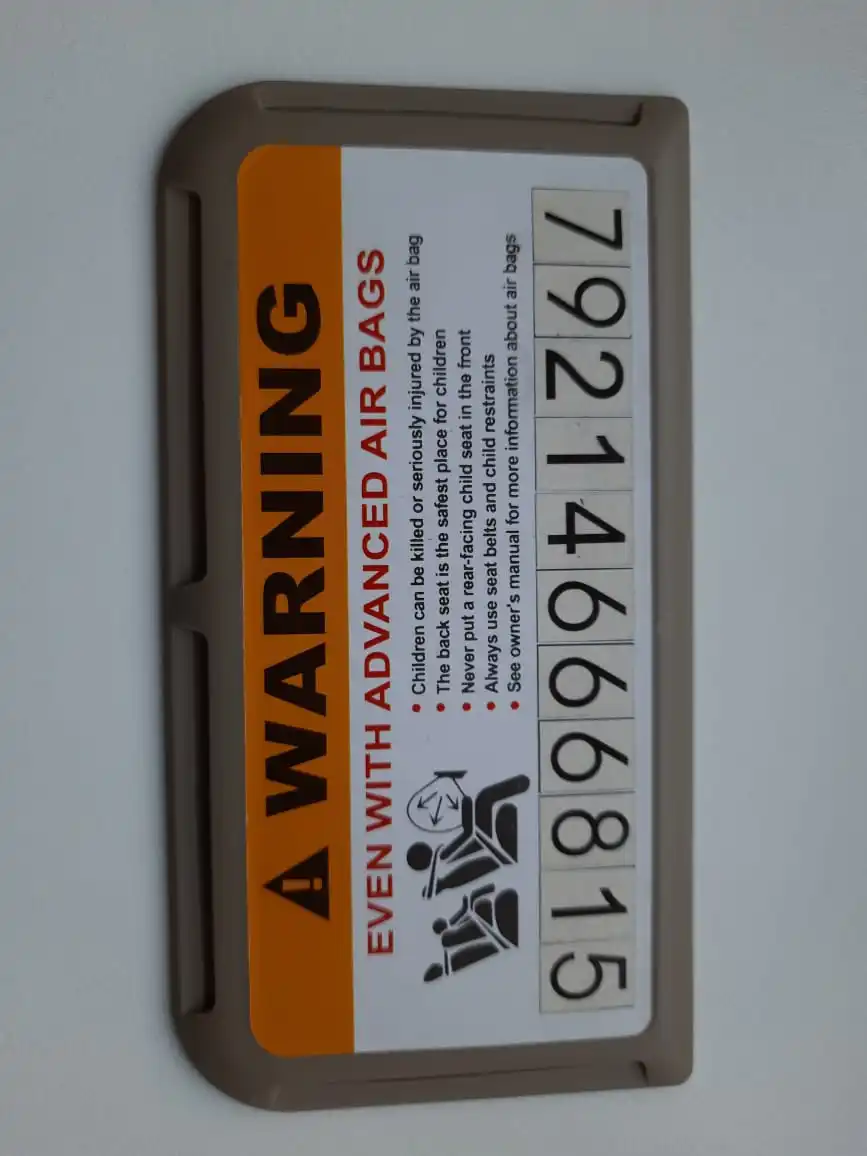 WARNING
EVEN WITH ADVANCED AIR BAGS
• Children can be killed or seriously injured by the air bag
• The back seat is the safest place for children
• Never put a rear-facing child seat in the front
• Always use seat belts and child restraints
• See owner's manual for more information about air bags
79214666815